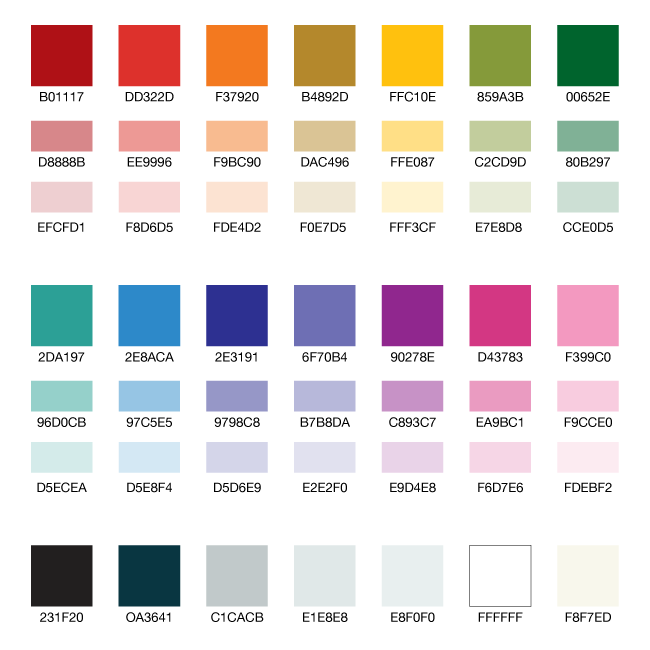 B01117 DD322D F37920 B4892D FFC10E 859A3B 00652E
D8888B EE9996 F9BC90 DAC496 FFE087 C2CD9D 80B297
EFCFD1 F8D6D5 FDE4D2 F0E7D5 FFF3CF E7E8D8 CCE0D5
2DA197 2E8ACA 2E3191 6F70B4 90278E D43783 F399C0
96D0CB 97C5E5 9798C8 B7B8DA C893C7 EA9BC1 F9CCE0
D5ECEA D5E8F4 D5D6E9 E2E2F0 E9D4E8 F6D7E6 FDEBF2
231F20 OA3641 C1CACB E1E8E8 E8F0F0 FFFFFF F8F7ED